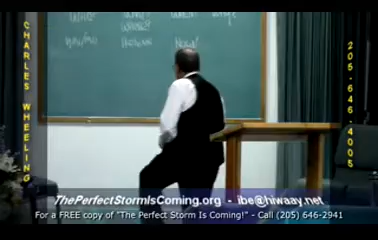 CHARLES WHEELING
205-646-4005
ThePerfectStormIsComing.org - ibe@hiwaay.net
For a FREE copy of "The Perfect Storm Is Coming!" - Call (205) 646-2941